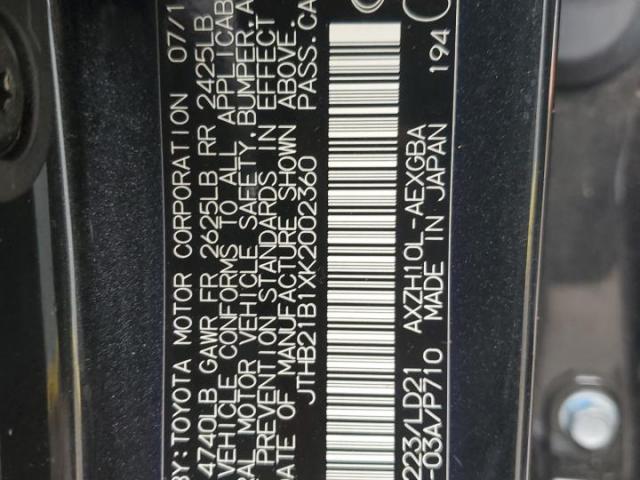 BY: TOYOTA MOTOR CORPORATION 07/1
4740LB GAWR FR 2625LB RR 2425LB
VEHICLE CONFORMS TO ALL APPLICAB
RAL MOTOR VEHICLE SAFETY, BUMPER, A
PREVENTION STANDARDS IN EFFECT
DATE OF MANUFACTURE SHOWN ABOVE.
JTHB21B1XK2002360 PASS.CA
223/LD21 AXZH10L-AEXGBA
-03A/P710 MADE IN JAPAN 194